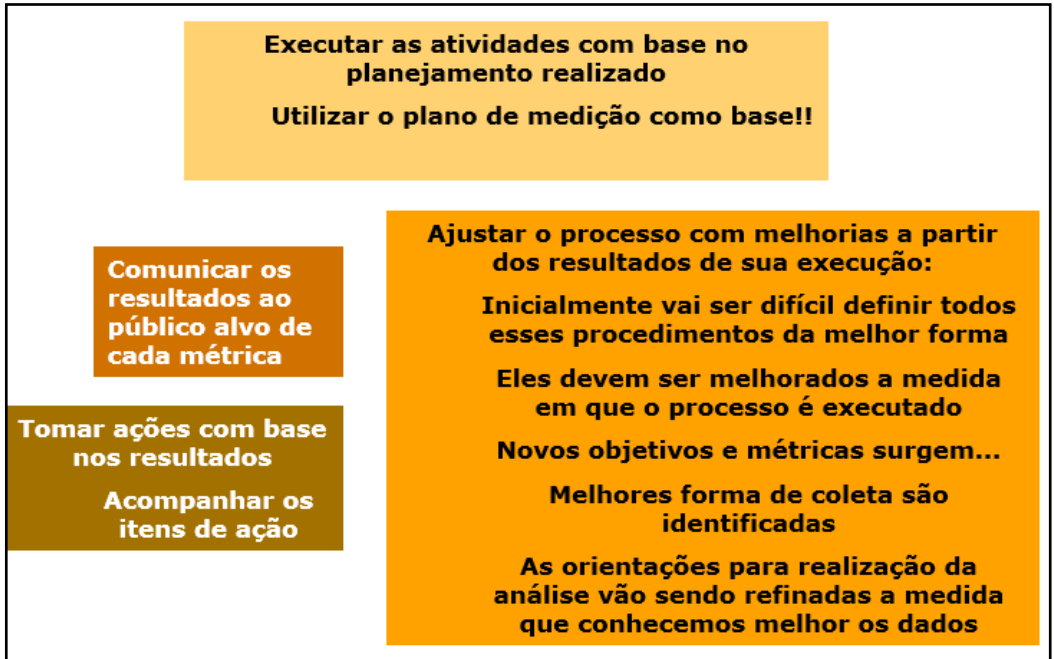 Executar as atividades com base no
planejamento realizado
Utilizar o plano de medição como base!!
Comunicar os
resultados ao
público alvo de
cada métrica
Tomar ações com base
nos resultados
Acompanhar os
itens de ação
Ajustar o processo com melhorias a partir
dos resultados de sua execução:
Inicialmente vai ser difícil definir todos
esses procedimentos da melhor forma
Eles devem ser melhorados a medida
em que o processo é executado
Novos objetivos e métricas surgem...
Melhores forma de coleta são
identificadas
As orientações para realização da
análise vão sendo refinadas a medida
que conhecemos melhor os dados